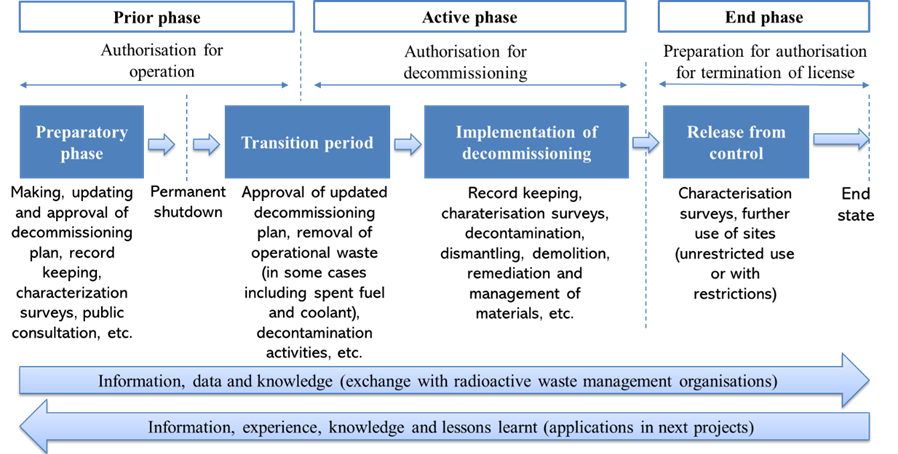 Prior phase
Active phase
End phase
Authorisation for
operation
Authorisation for
decommissioning
Preparation for authorisation
for termination of license
Preparatory
phase
Transition period
Implementation of
decommissioning
Release from
control
Making, updating
and approval of
decommissioning
plan, record
keeping,
characterization
surveys, public
consultation, etc.
Permanent
shutdown
Approval of updated
decommissioning
plan, removal of
operational waste
(in some cases
including spent fuel
and coolant),
decontamination
activities, etc.
Record keeping,
charaterisation surveys,
decontamination,
dismantling, demolition,
remediation and
management of
materials, etc.
Characterisation
surveys, further
use of sites
(unrestricted use
or with
restrictions)
End
state
Information, data and knowledge (exchange with radioactive waste management organisations)
Information, experience, knowledge and lessons learnt (applications in next projects)